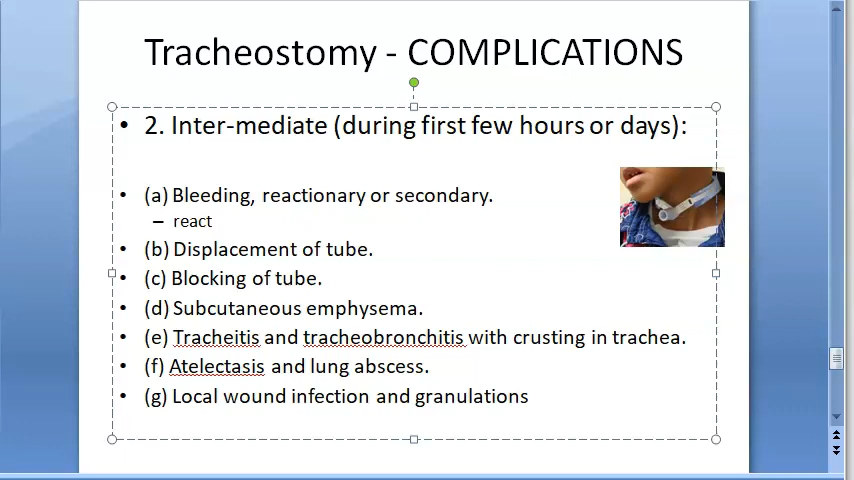 Tracheostomy - COMPLICATIONS
• 2. Inter-mediate (during first few hours or days):
• (a) Bleeding, reactionary or secondary.
– react
• (b) Displacement of tube.
• (c) Blocking of tube.
• (d) Subcutaneous emphysema.
• (e) Tracheitis and tracheobronchitis with crusting in trachea.
• (f) Atelectasis and lung abscess.
• (g) Local wound infection and granulations